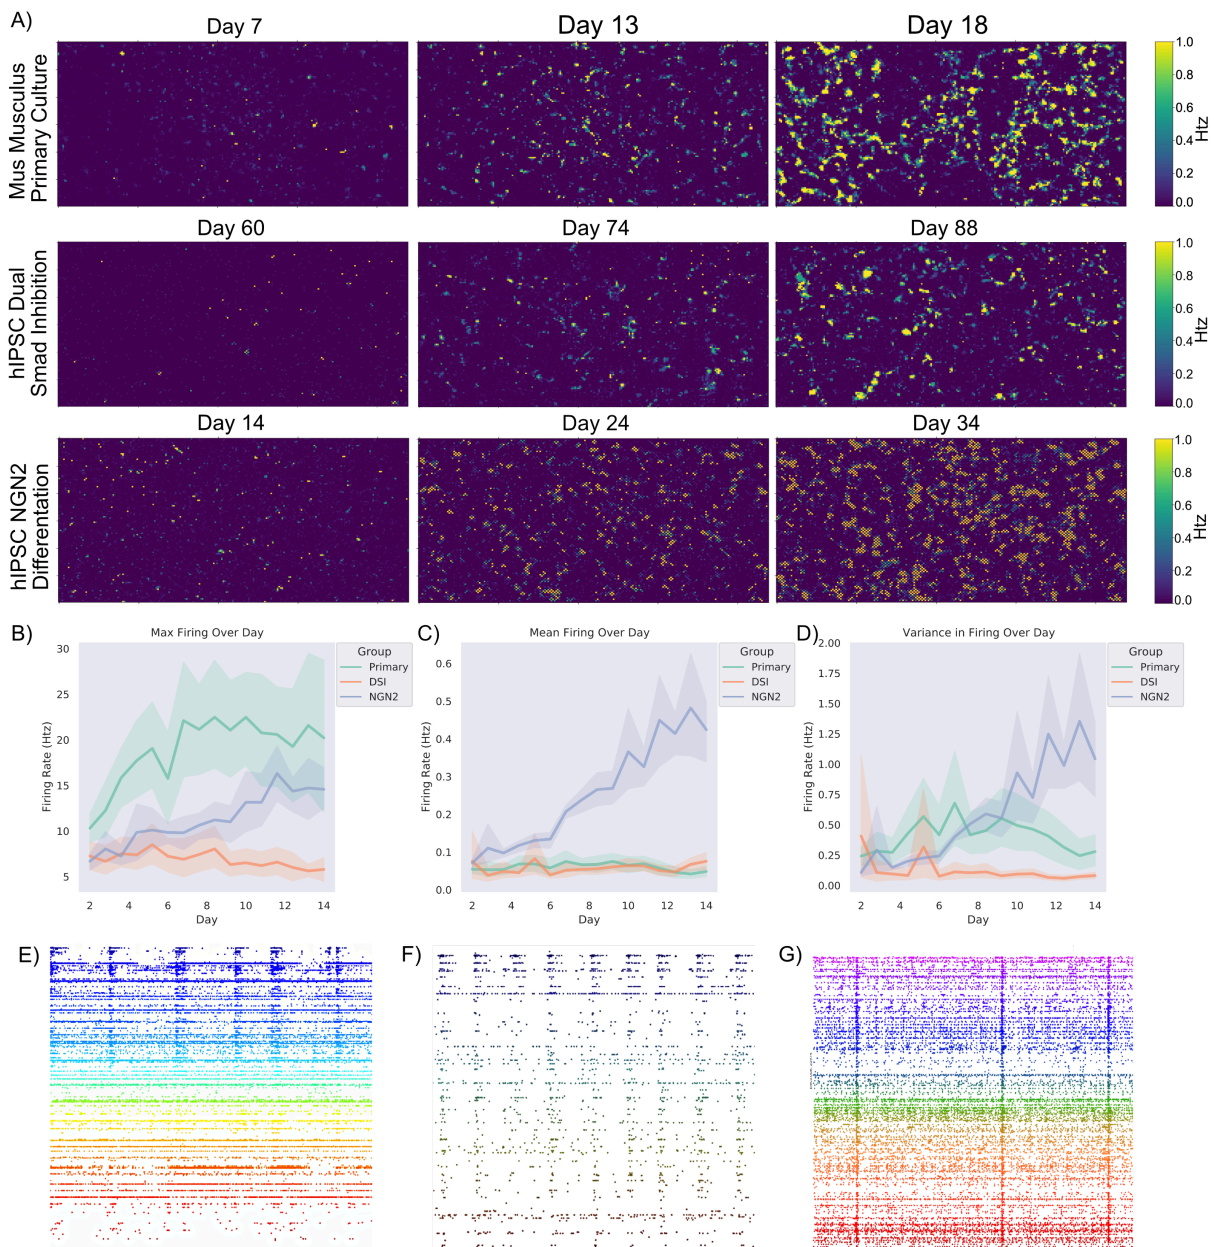 A)
Day 7
Day 13
Day 18
Mus Musculus
Primary Culture
1.0
0.8
0.6
0.4
0.2
0.0
Htz
Day 60
Day 74
Day 88
hIPSC Dual
Smad Inhibition
1.0
0.8
0.6
0.4
0.2
0.0
Htz
Day 14
Day 24
Day 34
hIPSC NGN2
Differentation
1.0
0.8
0.6
0.4
0.2
0.0
Htz
B)
Max Firing Over Day
Group
Primary
DSI
NGN2
Firing Rate (Htz)
30
25
20
15
10
5
2 4 6 8 10 12 14
Day
C)
Mean Firing Over Day
Group
Primary
DSI
NGN2
Firing Rate (Htz)
0.6
0.5
0.4
0.3
0.2
0.1
0.0
2 4 6 8 10 12 14
Day
D)
Variance in Firing Over Day
Group
Primary
DSI
NGN2
Firing Rate (Htz)
2.00
1.75
1.50
1.25
1.00
0.75
0.50
0.25
0.00
2 4 6 8 10 12 14
Day
E)
F)
G)